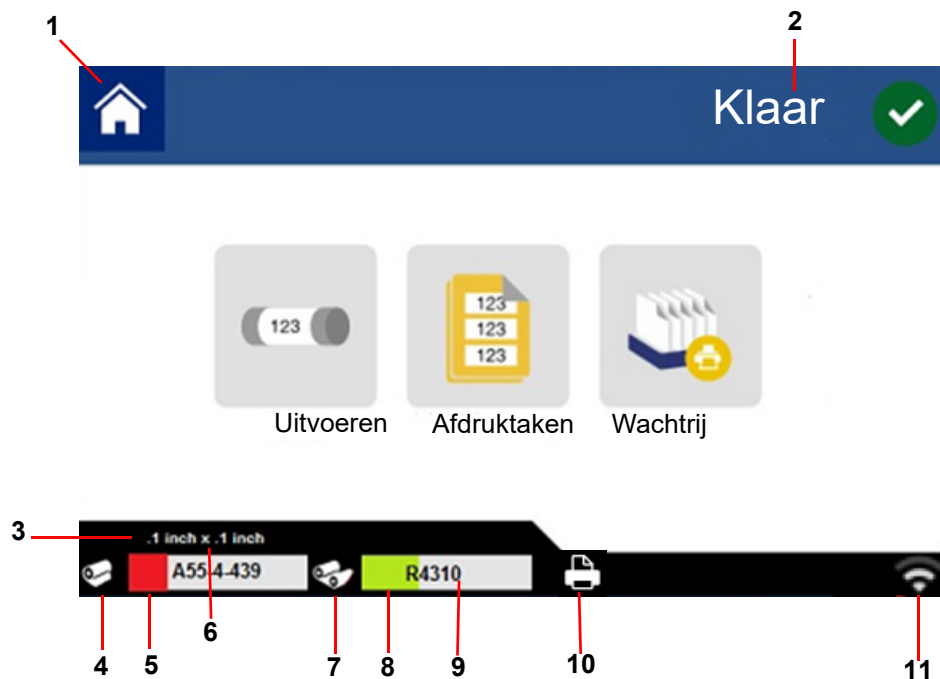 1
2
Klaar
123
123
123
123
Uitvoeren
Afdruktaken
Wachtrij
3
.1 inch x .1 inch
A55-4-439
R4310
4
5
6
7
8
9
10
11